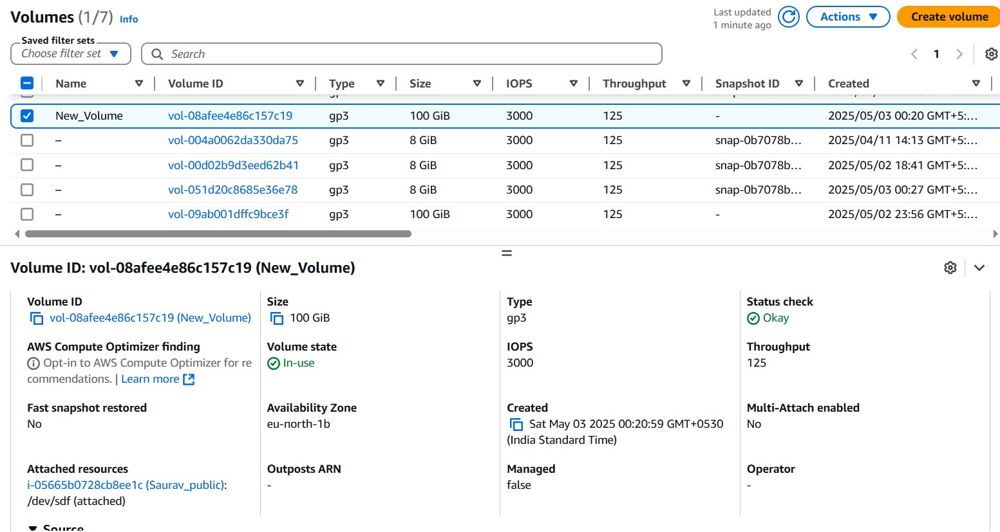 Volumes (1/7) Info
Last updated
1 minute ago
Actions
Create volume
Saved filter sets
Choose filter set
Search
1
Name Volume ID Type Size IOPS Throughput Snapshot ID Created
New_Volume vol-08afee4e86c157c19 gp3 100 GiB 3000 125 - 2025/05/03 00:20 GMT+5:...
– vol-004a0062da330da75 gp3 8 GiB 3000 125 snap-0b7078b... 2025/04/11 14:13 GMT+5:...
– vol-00d02b9d3eed62b41 gp3 8 GiB 3000 125 snap-0b7078b... 2025/05/02 18:41 GMT+5:...
– vol-051d20c8685e36e78 gp3 8 GiB 3000 125 snap-0b7078b... 2025/05/03 00:27 GMT+5:...
– vol-09ab001dffc9bce3f gp3 100 GiB 3000 125 - 2025/05/02 23:56 GMT+5:...
Volume ID: vol-08afee4e86c157c19 (New_Volume)
Volume ID
vol-08afee4e86c157c19 (New_Volume)
Size
100 GiB
Type
gp3
Status check
Okay
AWS Compute Optimizer finding
Opt-in to AWS Compute Optimizer for re
commendations. | Learn more
Volume state
In-use
IOPS
3000
Throughput
125
Fast snapshot restored
No
Availability Zone
eu-north-1b
Created
Sat May 03 2025 00:20:59 GMT+0530
(India Standard Time)
Multi-Attach enabled
No
Attached resources
i-05665b0728cb8ee1c (Saurav_public):
/dev/sdf (attached)
Outposts ARN
-
Managed
false
Operator
-
Source